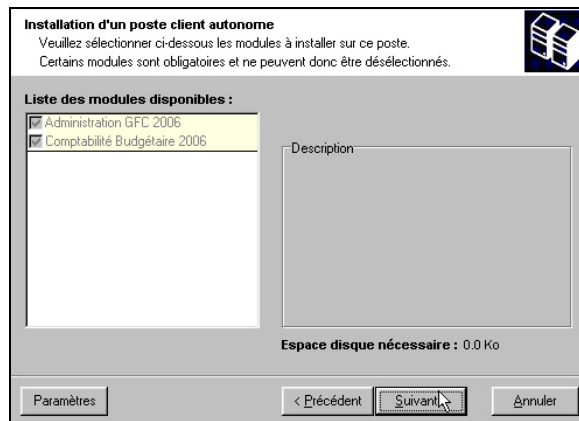 Installation d'un poste client autonome
Veuillez sélectionner ci-dessous les modules à installer sur ce poste.
Certains modules sont obligatoires et ne peuvent donc être désélectionnés.
Liste des modules disponibles :
Administration GFC 2006
Comptabilité Budgétaire 2006
Description
Espace disque nécessaire : 0.0 Ko
Paramètres
< Précédent
Suivant
Annuler